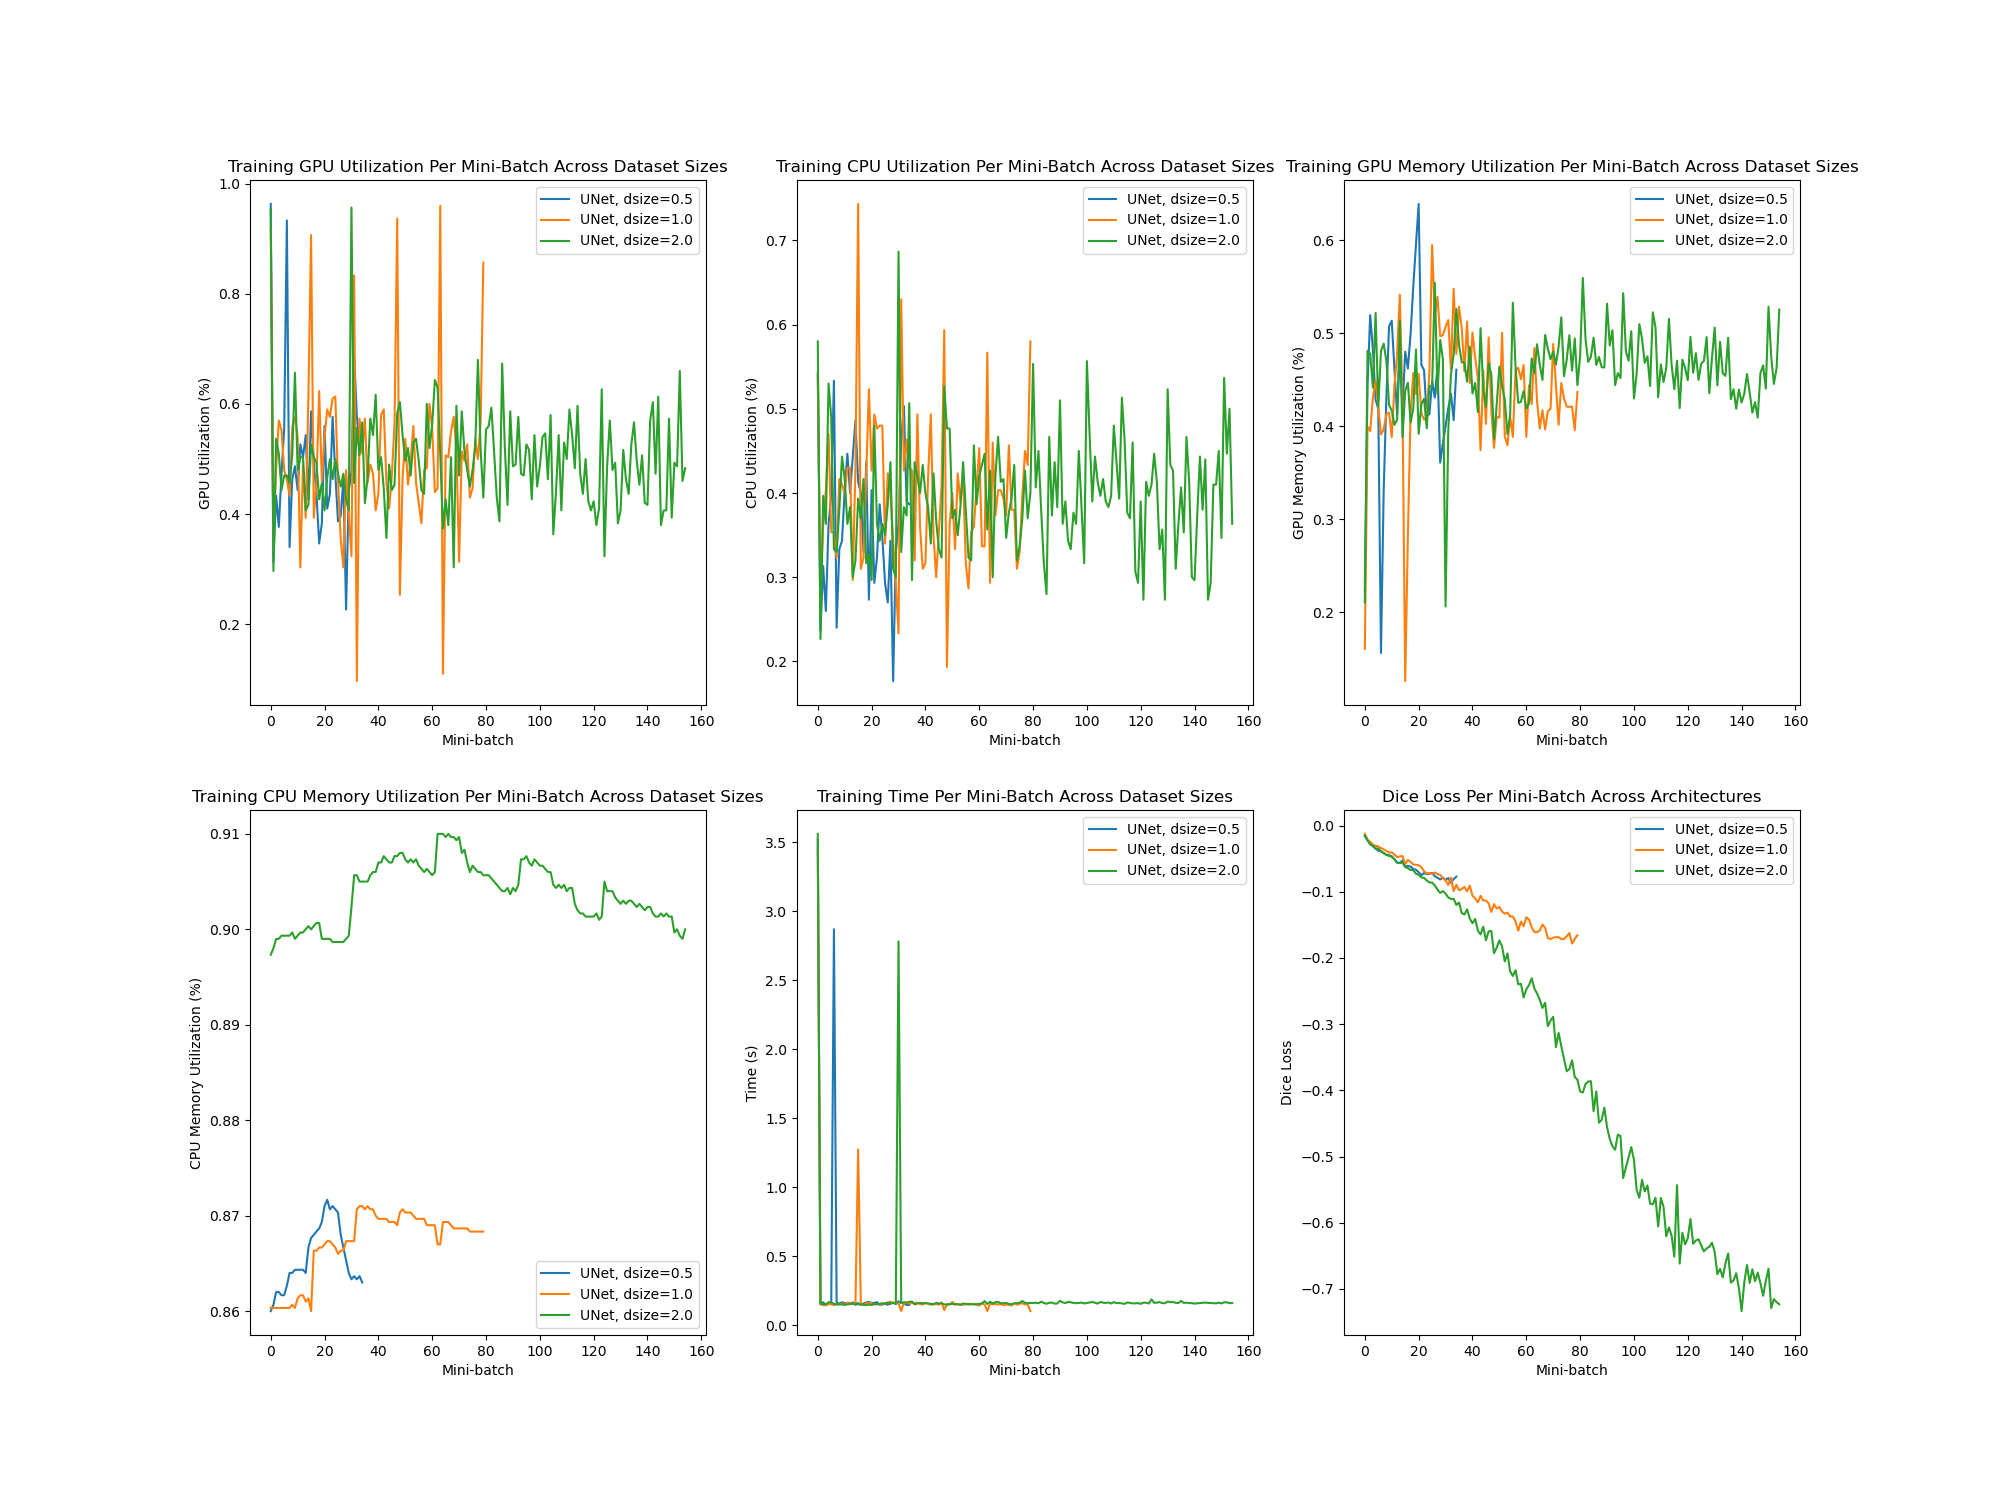 Training GPU Utilization Per Mini-Batch Across Dataset Sizes
GPU Utilization (%)
1.0
0.8
0.6
0.4
0.2
0 20 40 60 80 100 120 140 160
Mini-batch
UNet, dsize=0.5
UNet, dsize=1.0
UNet, dsize=2.0
Training CPU Utilization Per Mini-Batch Across Dataset Sizes
CPU Utilization (%)
0.7
0.6
0.5
0.4
0.3
0.2
0 20 40 60 80 100 120 140 160
Mini-batch
UNet, dsize=0.5
UNet, dsize=1.0
UNet, dsize=2.0
Training GPU Memory Utilization Per Mini-Batch Across Dataset Sizes
GPU Memory Utilization (%)
0.6
0.5
0.4
0.3
0.2
0 20 40 60 80 100 120 140 160
Mini-batch
UNet, dsize=0.5
UNet, dsize=1.0
UNet, dsize=2.0
Training CPU Memory Utilization Per Mini-Batch Across Dataset Sizes
CPU Memory Utilization (%)
0.91
0.90
0.89
0.88
0.87
0.86
0 20 40 60 80 100 120 140 160
Mini-batch
UNet, dsize=0.5
UNet, dsize=1.0
UNet, dsize=2.0
Training Time Per Mini-Batch Across Dataset Sizes
Time (s)
3.5
3.0
2.5
2.0
1.5
1.0
0.5
0.0
0 20 40 60 80 100 120 140 160
Mini-batch
UNet, dsize=0.5
UNet, dsize=1.0
UNet, dsize=2.0
Dice Loss Per Mini-Batch Across Architectures
Dice Loss
0.0
−0.1
−0.2
−0.3
−0.4
−0.5
−0.6
−0.7
0 20 40 60 80 100 120 140 160
Mini-batch
UNet, dsize=0.5
UNet, dsize=1.0
UNet, dsize=2.0